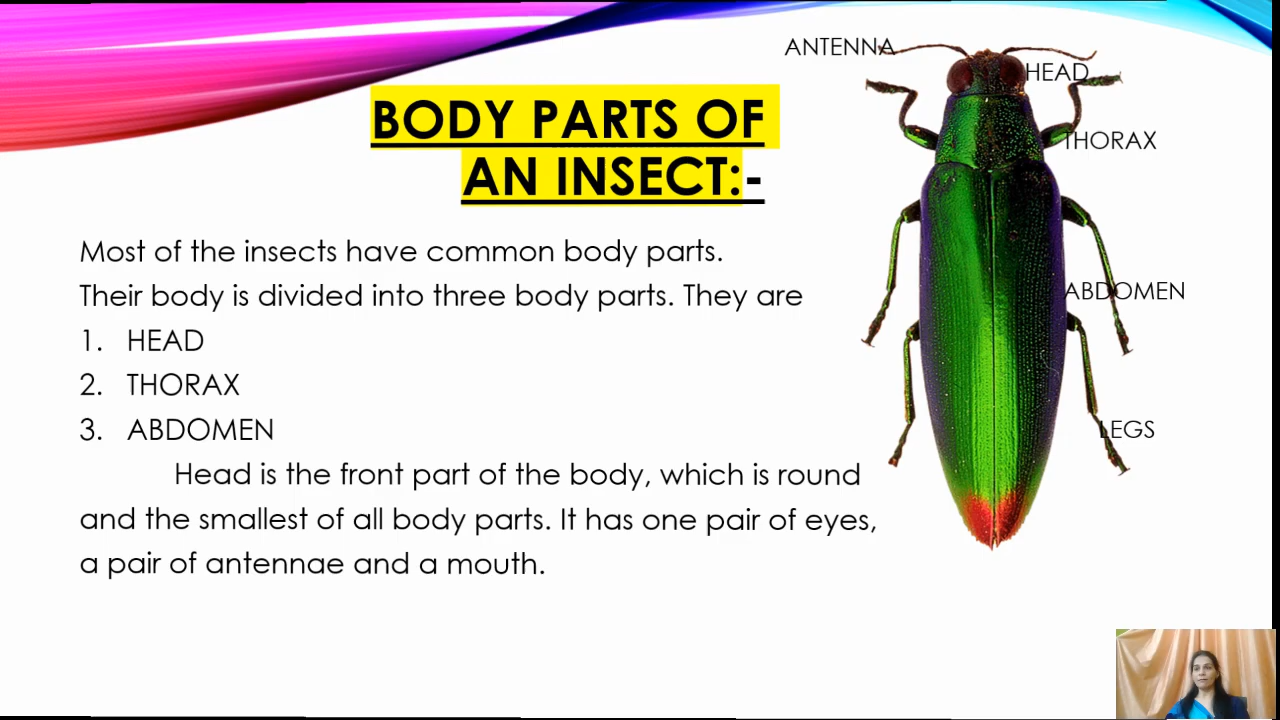 BODY PARTS OF
AN INSECT:-
Most of the insects have common body parts.
Their body is divided into three body parts. They are
1. HEAD
2. THORAX
3. ABDOMEN
Head is the front part of the body, which is round
and the smallest of all body parts. It has one pair of eyes,
a pair of antennae and a mouth.
ANTENNA
HEAD
THORAX
ABDOMEN
LEGS